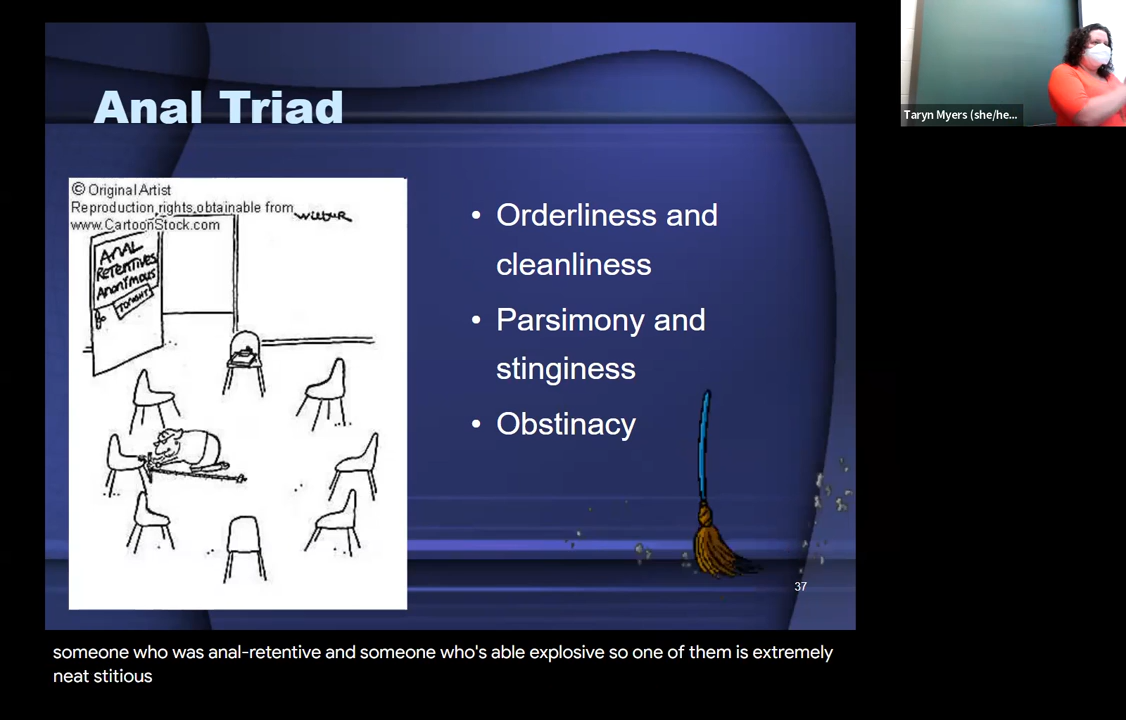 Anal Triad
© Original Artist
Reproduction rights obtainable from
www.CartoonStock.com
WILBUR
ANAL
RETENTIVES
ANONYMOUS
TONIGHT
• Orderliness and
cleanliness
• Parsimony and
stinginess
• Obstinacy
37
Taryn Myers (she/he...
someone who was anal-retentive and someone who's able explosive so one of them is extremely
neat stitious